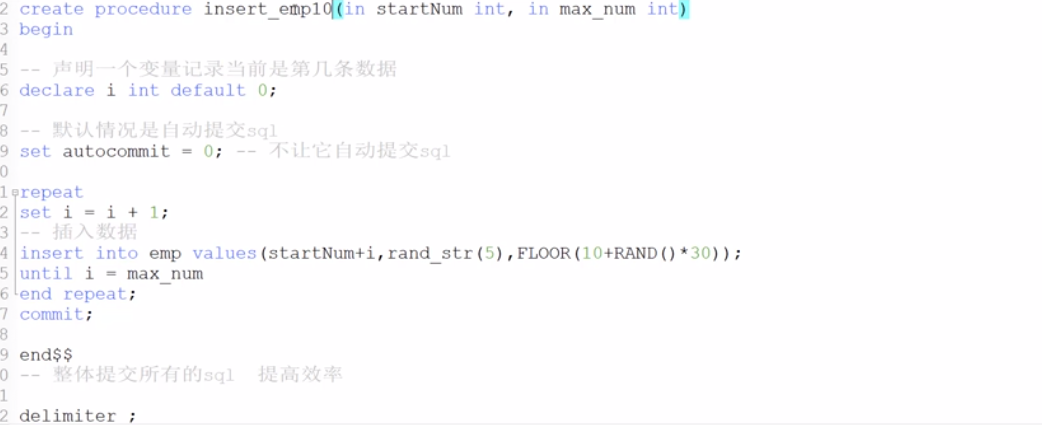 2 create procedure insert_emp10(in startNum int, in max_num int)
3 begin
4
5 -- 声明一个变量记录当前是第几条数据
6 declare i int default 0;
7
8 -- 默认情况是自动提交sql
9 set autocommit = 0; -- 不让它自动提交sql
0
1 repeat
2 set i = i + 1;
3 -- 插入数据
4 insert into emp values(startNum+i,rand_str(5),FLOOR(10+RAND()*30));
5 until i = max_num
6 end repeat;
7 commit;
8
9 end$$
0 -- 整体提交所有的sql 提高效率
1
2 delimiter ;